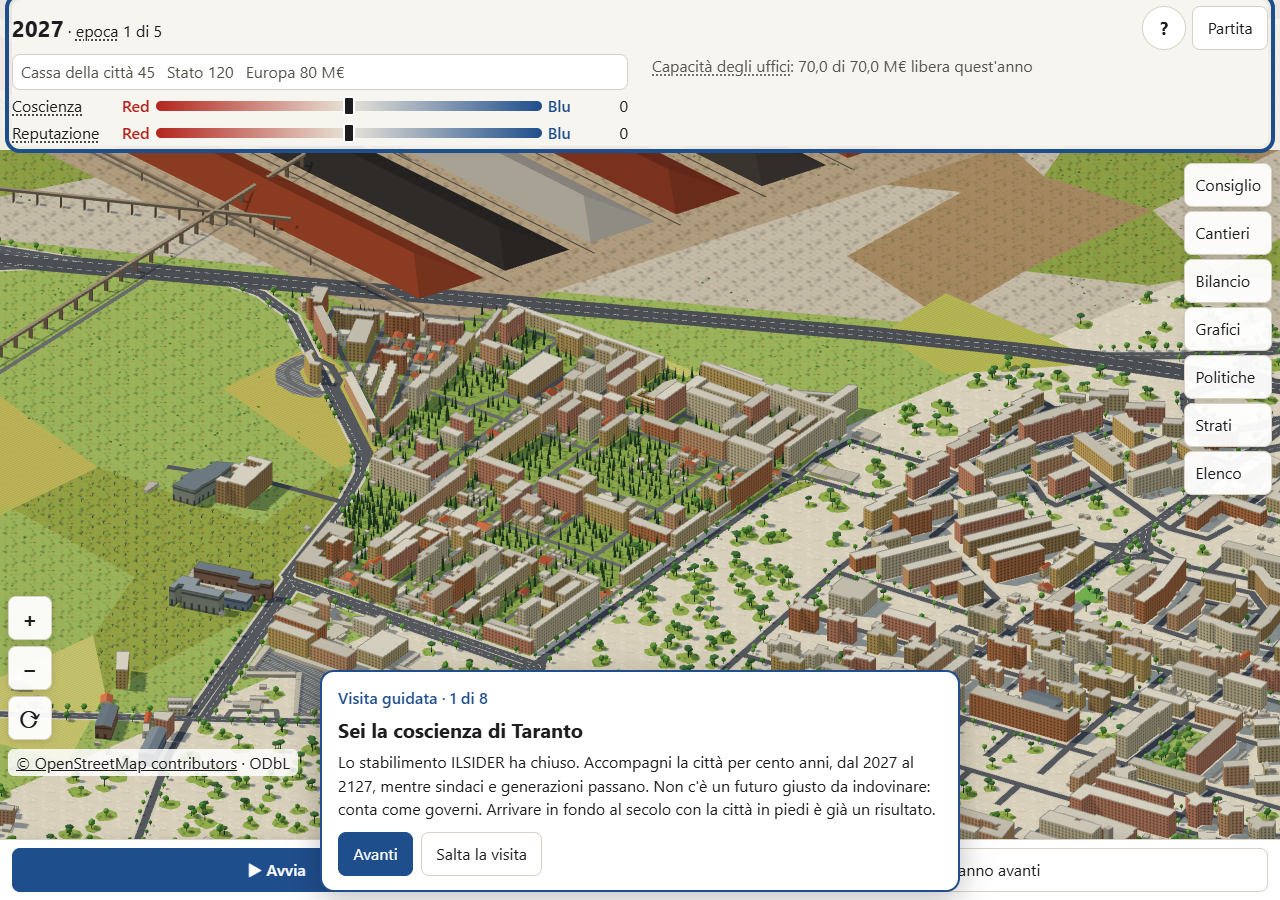 2027 · epoca 1 di 5
?
Partita
Cassa della città 45 Stato 120 Europa 80 M€
Capacità degli uffici: 70,0 di 70,0 M€ libera quest'anno
Coscienza Red Blu 0
Reputazione Red Blu 0
Consiglio
Cantieri
Bilancio
Grafici
Politiche
Strati
Elenco
+
−
© OpenStreetMap contributors · ODbL
Visita guidata · 1 di 8
Sei la coscienza di Taranto
Lo stabilimento ILSIDER ha chiuso. Accompagni la città per cento anni, dal 2027 al
2127, mentre sindaci e generazioni passano. Non c'è un futuro giusto da indovinare:
conta come governi. Arrivare in fondo al secolo con la città in piedi è già un risultato.
Avanti
Salta la visita
▶ Avvia
anno avanti